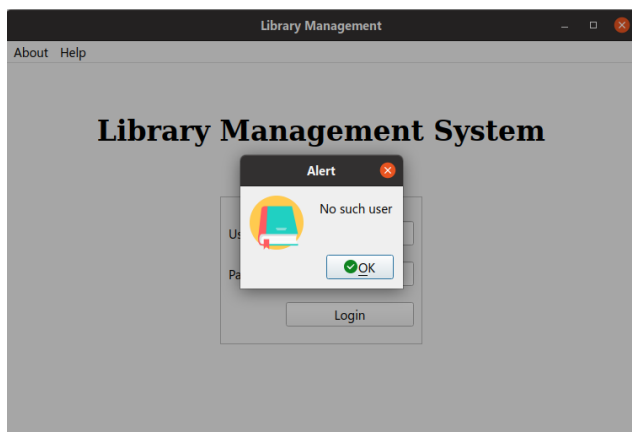 Library Management
About Help
Library Management System
Alert
No such user
OK
Login